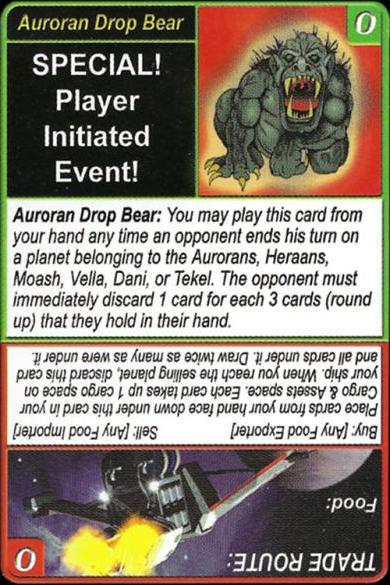 Auroran Drop Bear
0
SPECIAL!
Player
Initiated
Event!
Auroran Drop Bear: You may play this card from
your hand any time an opponent ends his turn on
a planet belonging to the Aurorans, Heraans,
Moash, Vella, Dani, or Tekel. The opponent must
immediately discard 1 card for each 3 cards (round
up) that they hold in their hand.
TRADE ROUTE:
0
Food:
Buy: [Any Food Exporter] Sell: [Any Food Importer]
Place cards from your hand face down under this card in your
Cargo & Assets space. Each card takes up 1 cargo space on
your ship. When you reach the selling planet, discard this card
and all cards under it. Draw twice as many as were under it.